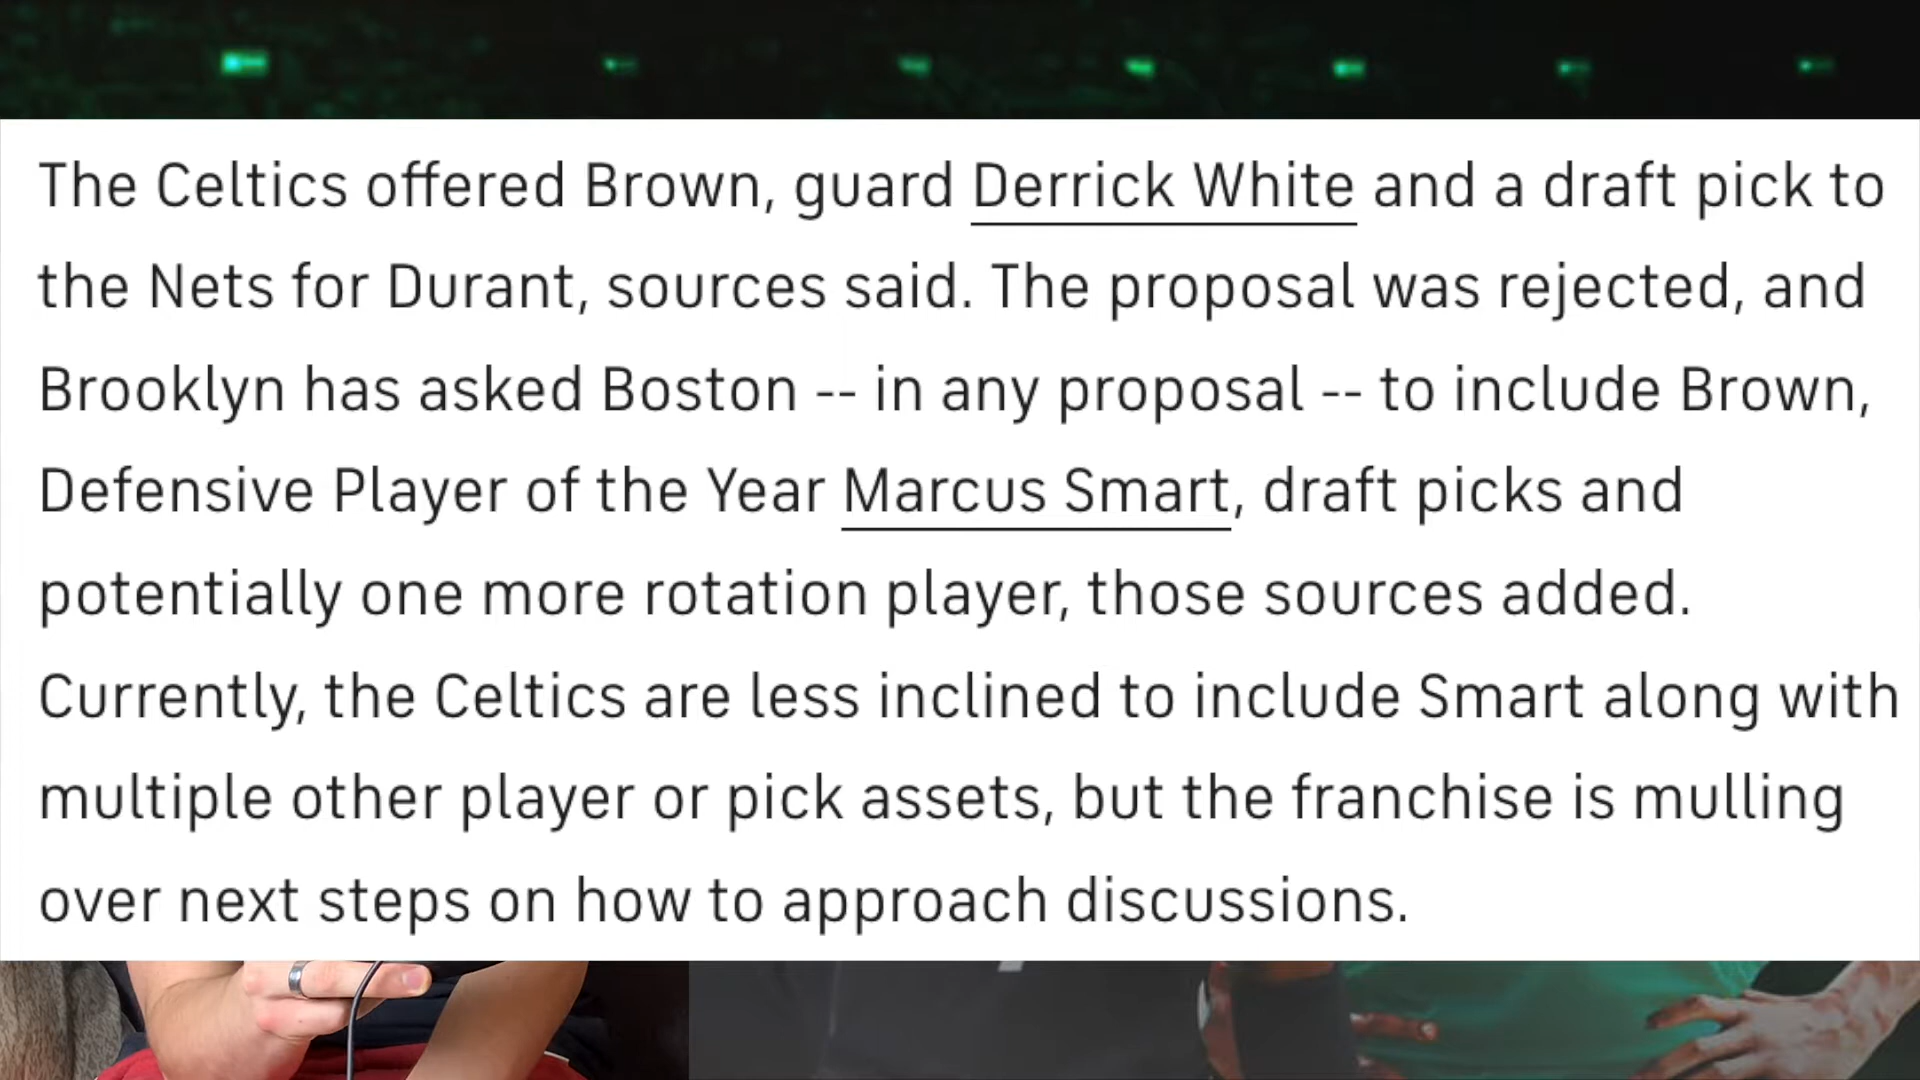 The Celtics offered Brown, guard Derrick White and a draft pick to
the Nets for Durant, sources said. The proposal was rejected, and
Brooklyn has asked Boston -- in any proposal -- to include Brown,
Defensive Player of the Year Marcus Smart, draft picks and
potentially one more rotation player, those sources added.
Currently, the Celtics are less inclined to include Smart along with
multiple other player or pick assets, but the franchise is mulling
over next steps on how to approach discussions.